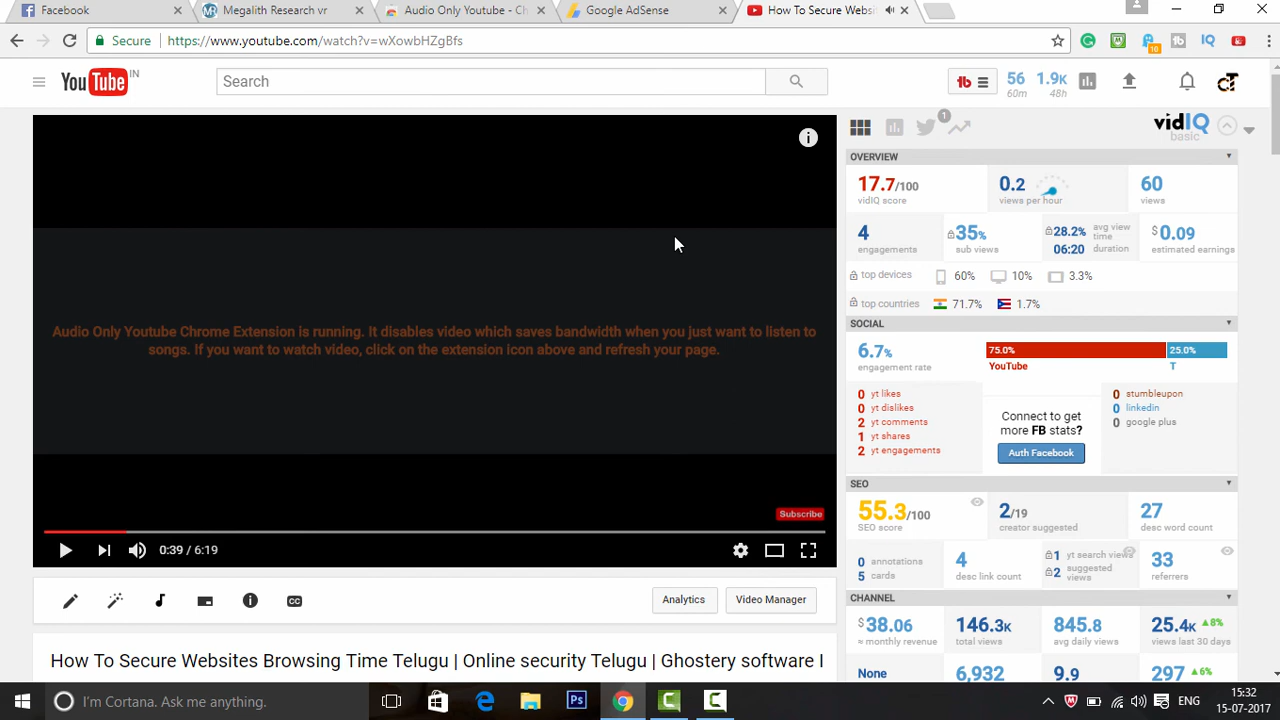 Facebook
Megalith Research vr
Audio Only Youtube - Ch
Google AdSense
How To Secure Websi
Secure
https://www.youtube.com/watch?v=wXowbHZgBfs
10
YouTube IN
Search
tb
56
60m
1.9K
48h
CT
Audio Only Youtube Chrome Extension is running. It disables video which saves bandwidth when you just want to listen to
songs. If you want to watch video, click on the extension icon above and refresh your page.
Subscribe
0:39 / 6:19
CC
Analytics
Video Manager
How To Secure Websites Browsing Time Telugu | Online security Telugu | Ghostery software I
1
vidIQ
basic
OVERVIEW
17.7/100
vidIQ score
0.2
views per hour
60
views
4
engagements
35%
sub views
28.2%
06:20
avg view
time
duration
$0.09
estimated earnings
top devices
60%
10%
3.3%
top countries
71.7%
1.7%
SOCIAL
6.7%
engagement rate
75.0%
25.0%
YouTube
T
0 yt likes
0 yt dislikes
2 yt comments
1 yt shares
2 yt engagements
Connect to get
more FB stats?
Auth Facebook
0 stumbleupon
0 linkedin
0 google plus
SEO
55.3/100
SEO score
2/19
creator suggested
27
desc word count
0 annotations
5 cards
4
desc link count
1 yt search views
2 suggested
views
33
referrers
CHANNEL
$38.06
≈ monthly revenue
146.3K
total views
845.8
avg daily views
25.4K 8%
views last 30 days
None
6,932
9.9
297 6%
I'm Cortana. Ask me anything.
Ps
ENG
15:32
15-07-2017